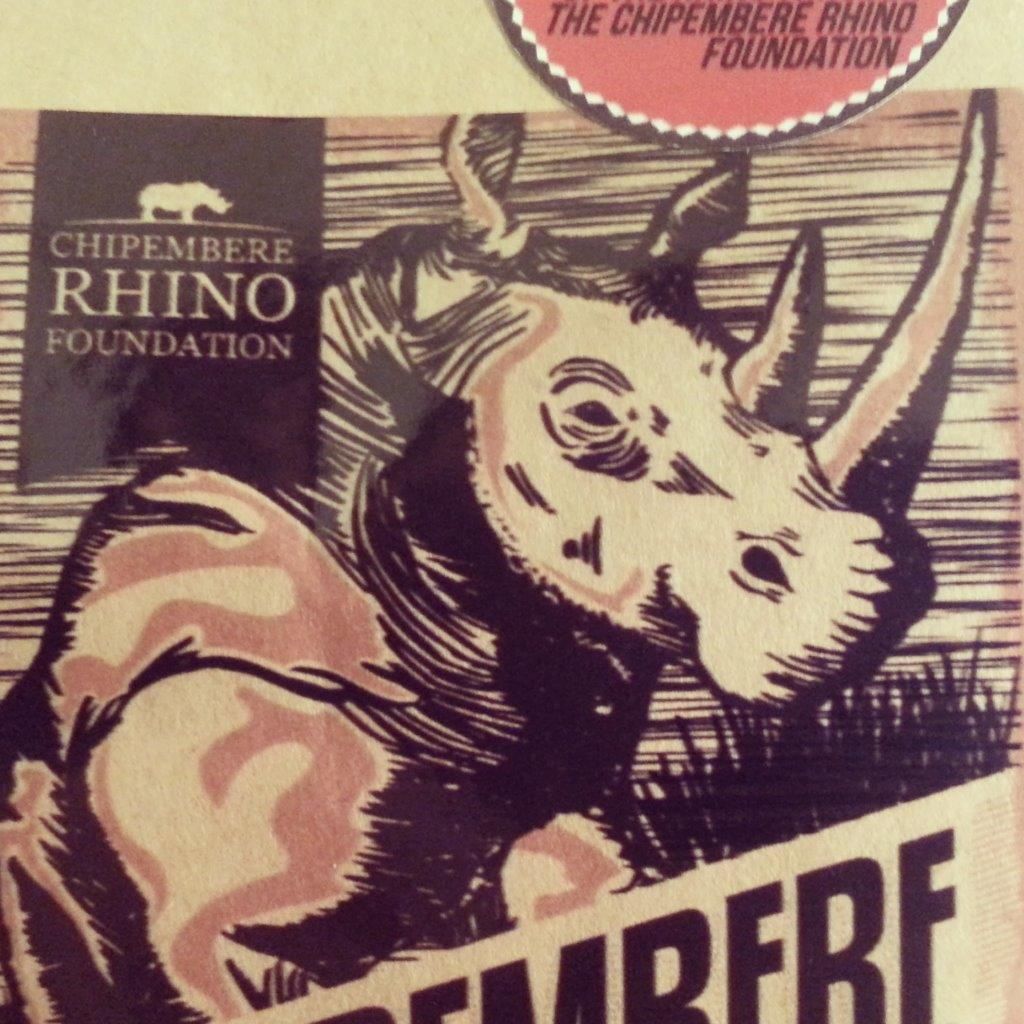 THE CHIPEMBERE RHINO
FOUNDATION
CHIPEMBERE
RHINO
FOUNDATION